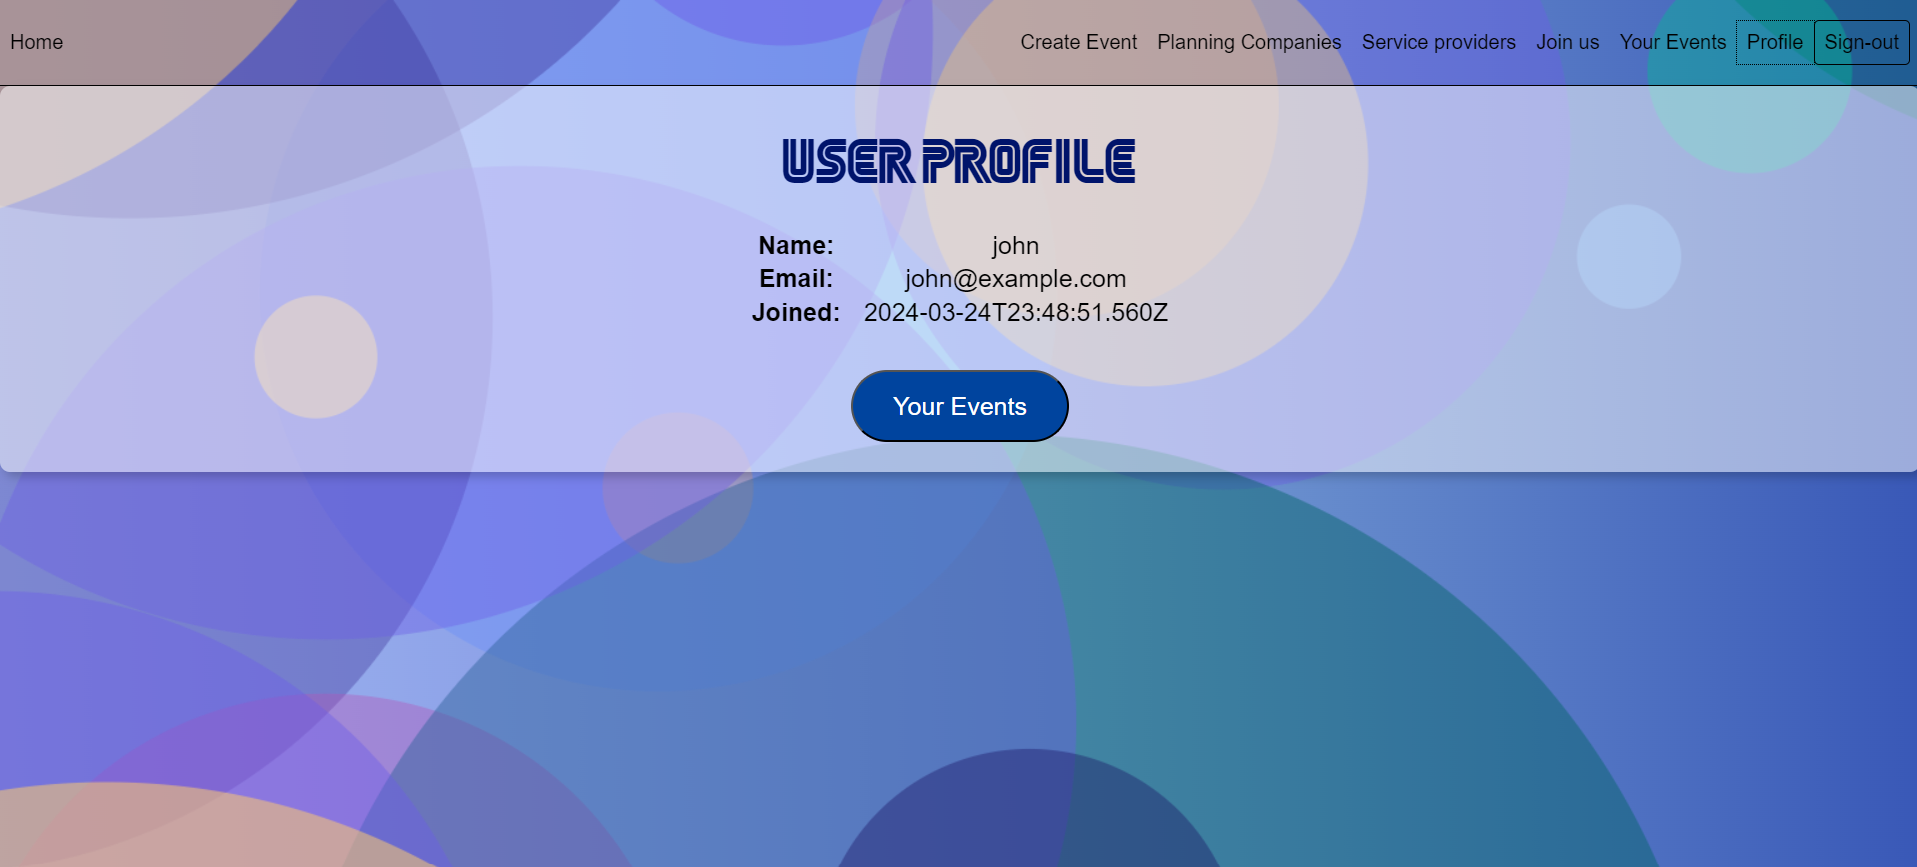 Home Create Event Planning Companies Service providers Join us Your Events Profile Sign-out
USER PROFILE
Name: john
Email: john@example.com
Joined: 2024-03-24T23:48:51.560Z
Your Events